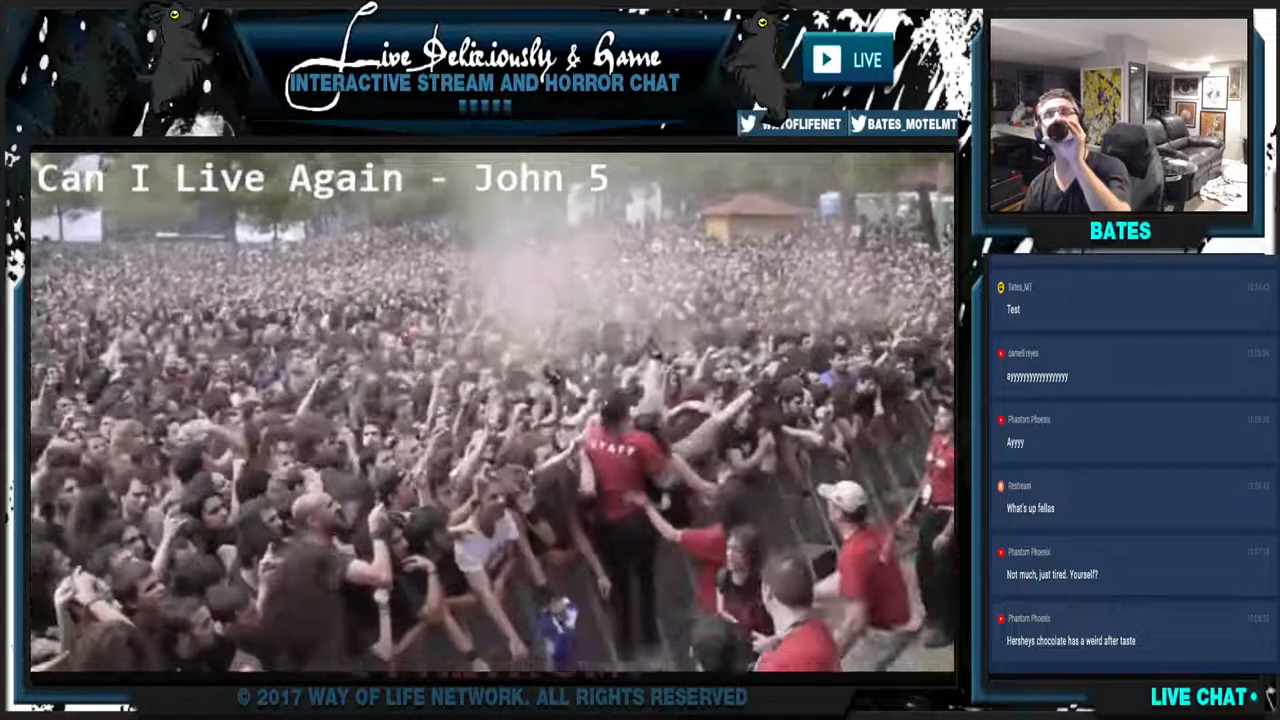 Live Deliciously & Game
INTERACTIVE STREAM AND HORROR CHAT
LIVE
WAYOFLIFENET
BATES_MOTELMT
Can I Live Again - John 5
STAFF
BATES
Bates_MT
Test
darnell reyes
ayyyyyyyyyyyyyyyyyy
Phantom Phoenix
Ayyyy
Restream
What's up fellas
Phantom Phoenix
Not much, just tired. Yourself?
Phantom Phoenix
Hersheys chocolate has a weird after taste
© 2017 WAY OF LIFE NETWORK. ALL RIGHTS RESERVED
LIVE CHAT